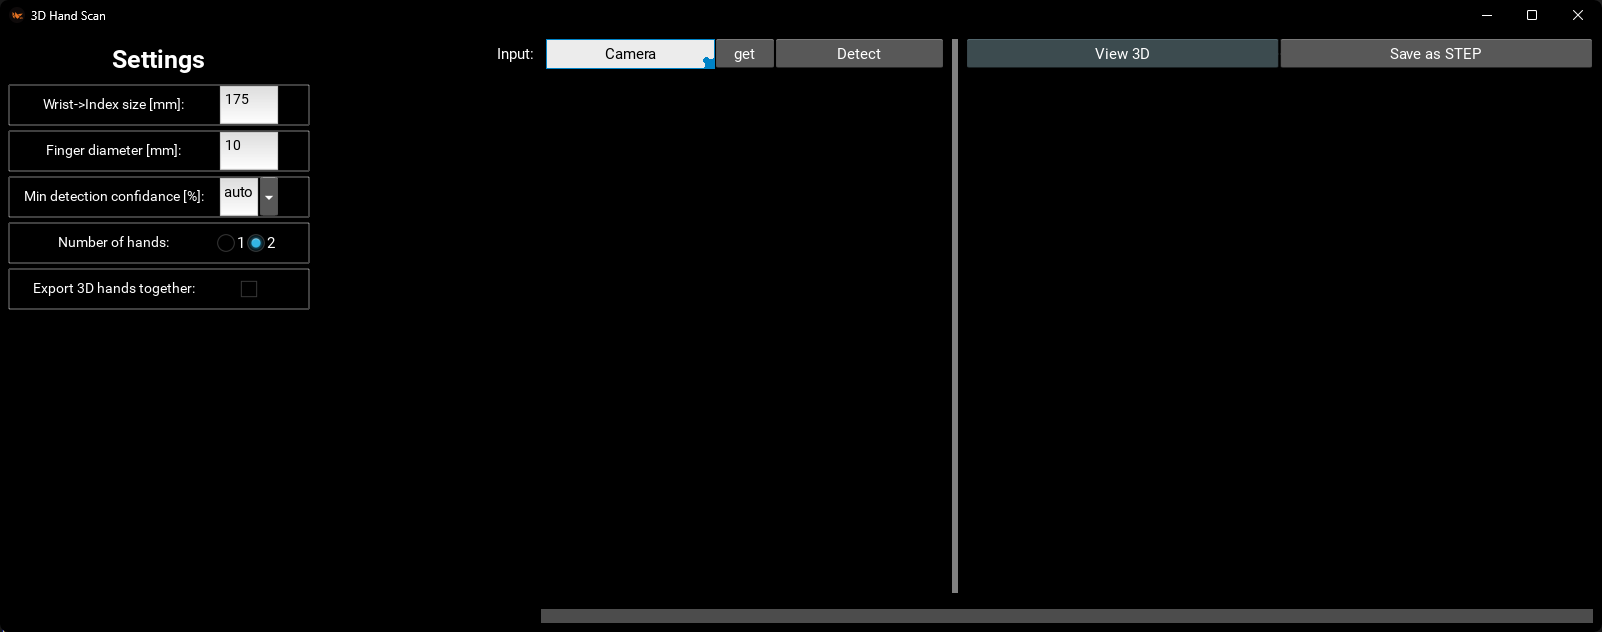 3D Hand Scan
Settings
Wrist->Index size [mm]: 175
Finger diameter [mm]: 10
Min detection confidance [%]: auto
Number of hands: 1 2
Export 3D hands together:
Input: Camera get Detect
View 3D Save as STEP